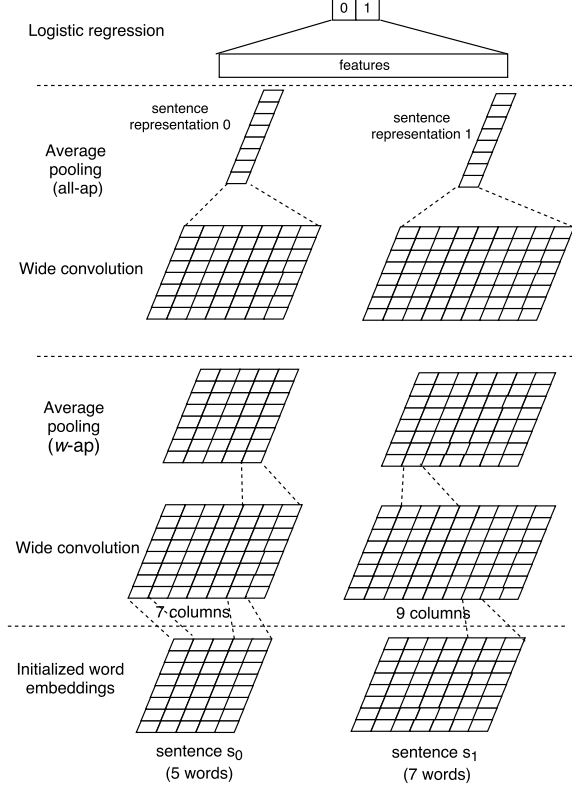 0 1
Logistic regression
features
sentence
representation 0
sentence
representation 1
Average
pooling
(all-ap)
Wide convolution
Average
pooling
(w-ap)
Wide convolution
7 columns
9 columns
Initialized word
embeddings
sentence s0
(5 words)
sentence s1
(7 words)